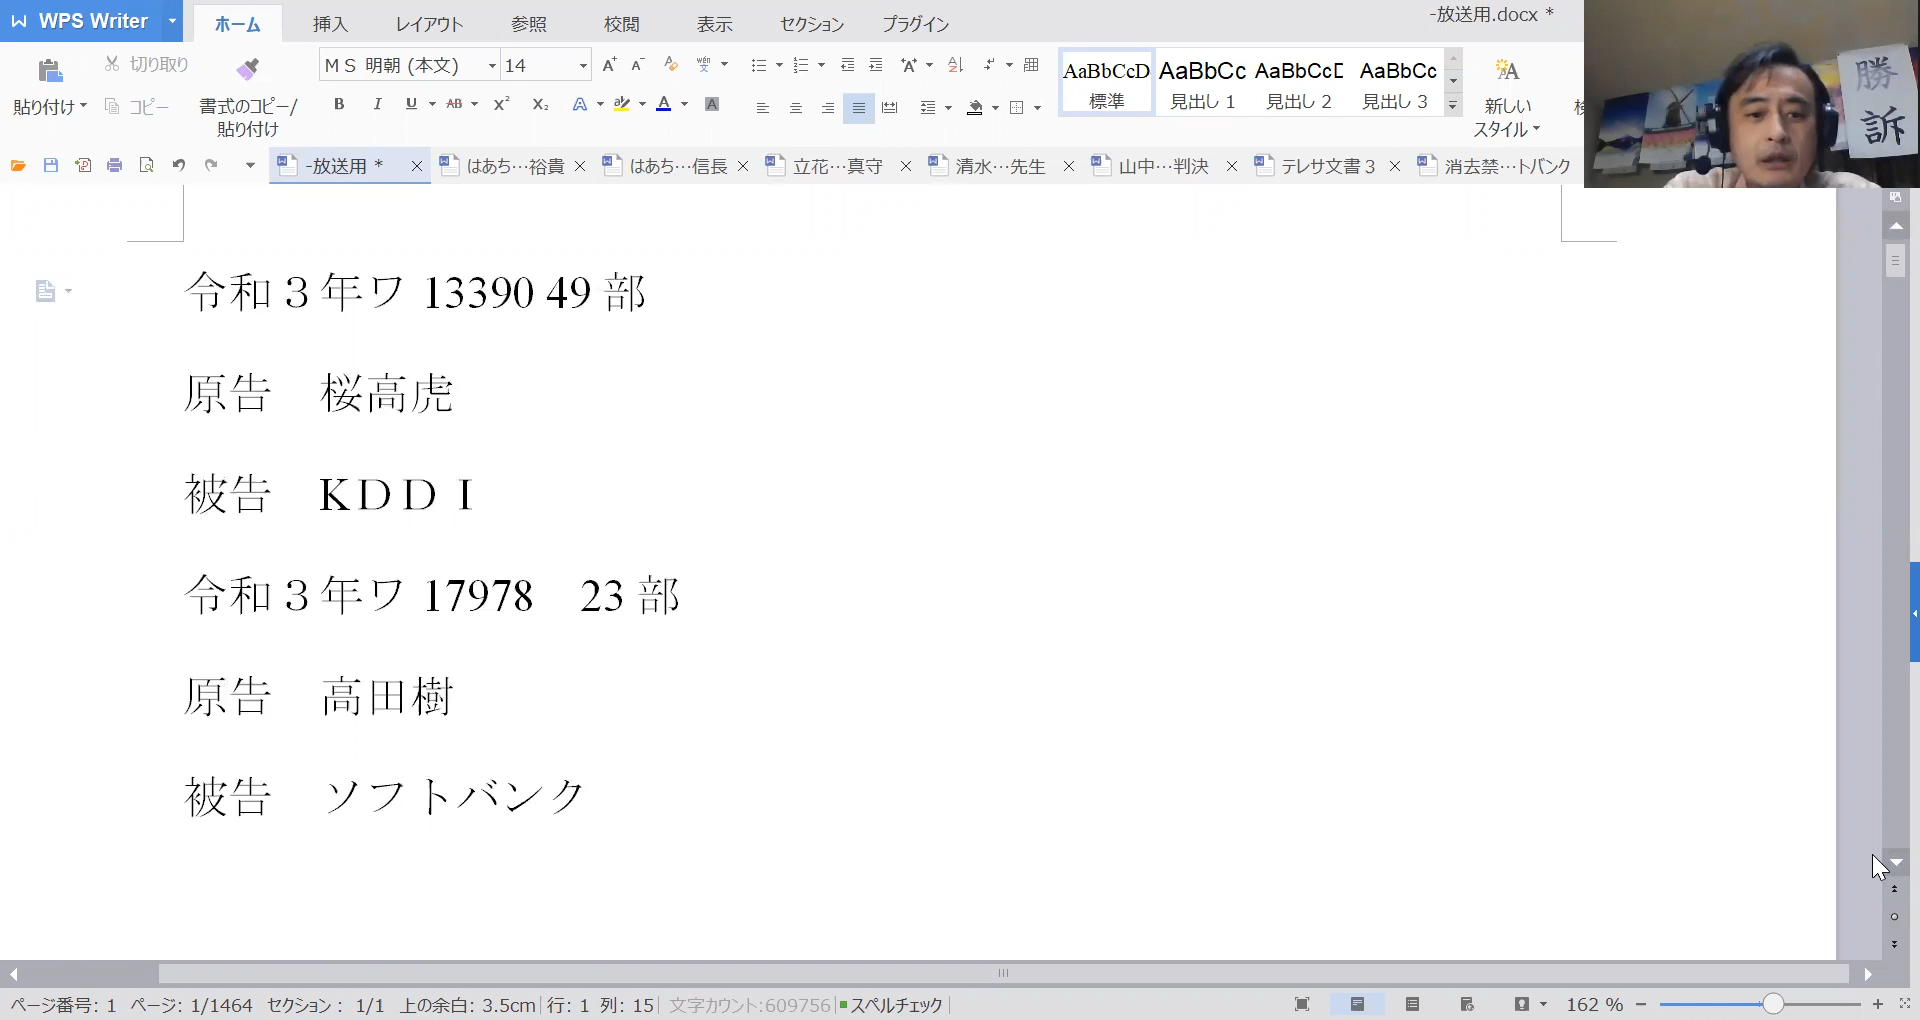 WPS Writer
ホーム 挿入 レイアウト 参照 校閲 表示 セクション プラグイン
-放送用.docx *
貼り付け 切り取り コピー 書式のコピー/貼り付け
ＭＳ 明朝 (本文) 14
AaBbCcD 標準
AaBbCc 見出し 1
AaBbCcD 見出し 2
AaBbCc 見出し 3
新しいスタイル
-放送用 * はあち…裕貴 はあち…信長 立花…真守 清水…先生 山中…判決 テレサ文書３ 消去禁…トバンク
勝訴
令和３年ワ 13390 49 部
原告　桜高虎
被告　KＤＤＩ
令和３年ワ 17978　23 部
原告　高田樹
被告　ソフトバンク
ページ番号: 1 ページ: 1/1464 セクション: 1/1 上の余白: 3.5cm 行: 1 列: 15 文字カウント:609756 スペルチェック 162 %